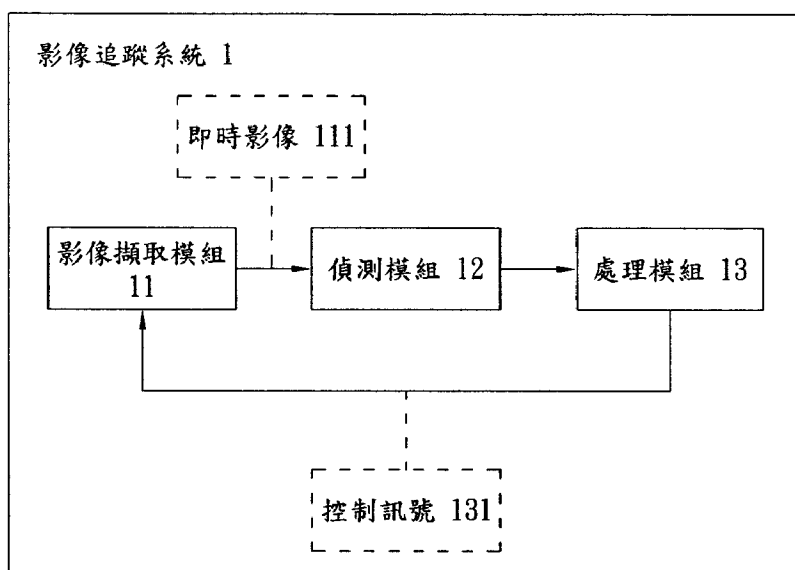 影像追蹤系統 1
即時影像 111
影像擷取模組
11
偵測模組 12
處理模組 13
控制訊號 131